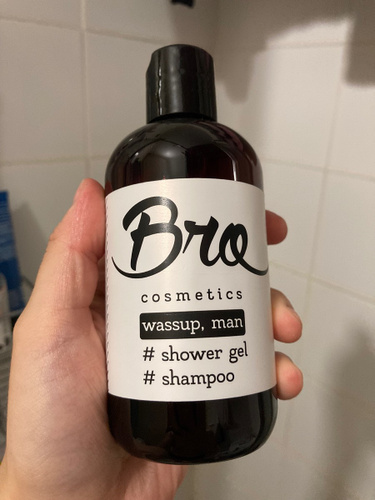 Bro
cosmetics
wassup, man
# shower gel
# shampoo